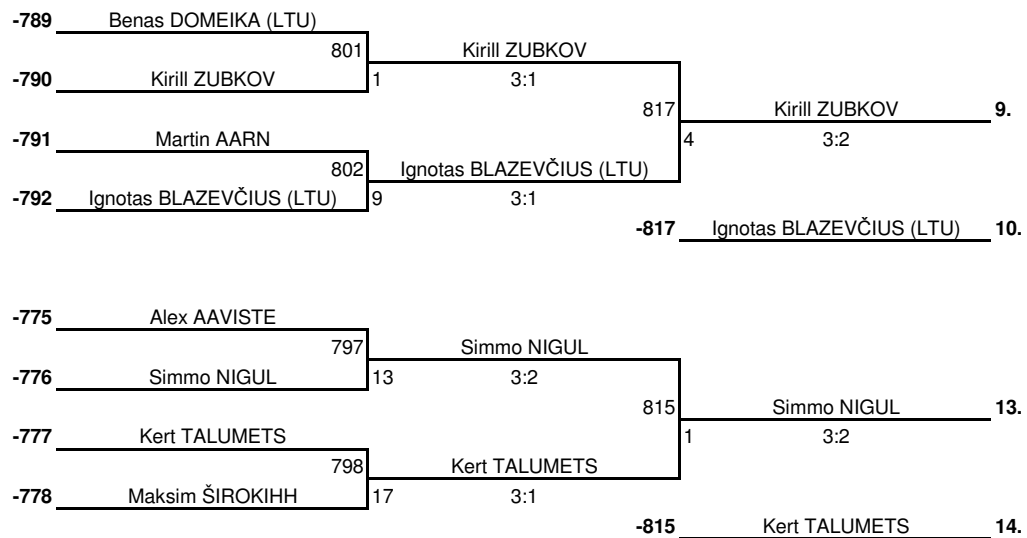 -789 Benas DOMEIKA (LTU)
801 Kirill ZUBKOV
-790 Kirill ZUBKOV 1 3:1
817 Kirill ZUBKOV 9.
-791 Martin AARN 4 3:2
802 Ignotas BLAZEVČIUS (LTU)
-792 Ignotas BLAZEVČIUS (LTU) 9 3:1
-817 Ignotas BLAZEVČIUS (LTU) 10.
-775 Alex AAVISTE
797 Simmo NIGUL
-776 Simmo NIGUL 13 3:2
815 Simmo NIGUL 13.
-777 Kert TALUMETS 1 3:2
798 Kert TALUMETS
-778 Maksim ŠIROKIHH 17 3:1
-815 Kert TALUMETS 14.